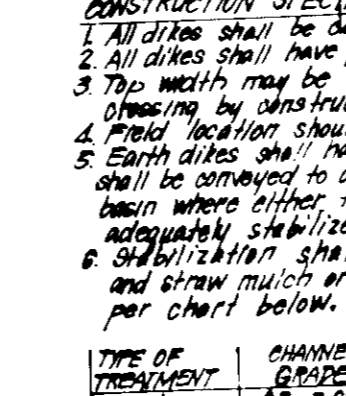 CONSTRUCTION SPECI
1. All dikes shall be
2. All dikes shall have
3. Top width may be
crossing by constru
4. Field location shou
5. Earth dikes shall ha
shall be conveyed to
basin where either
adequately stabilize
6. Stabilization sha
and straw mulch or
per chart below.
TYPE OF CHANNE
TREATMENT GRADE